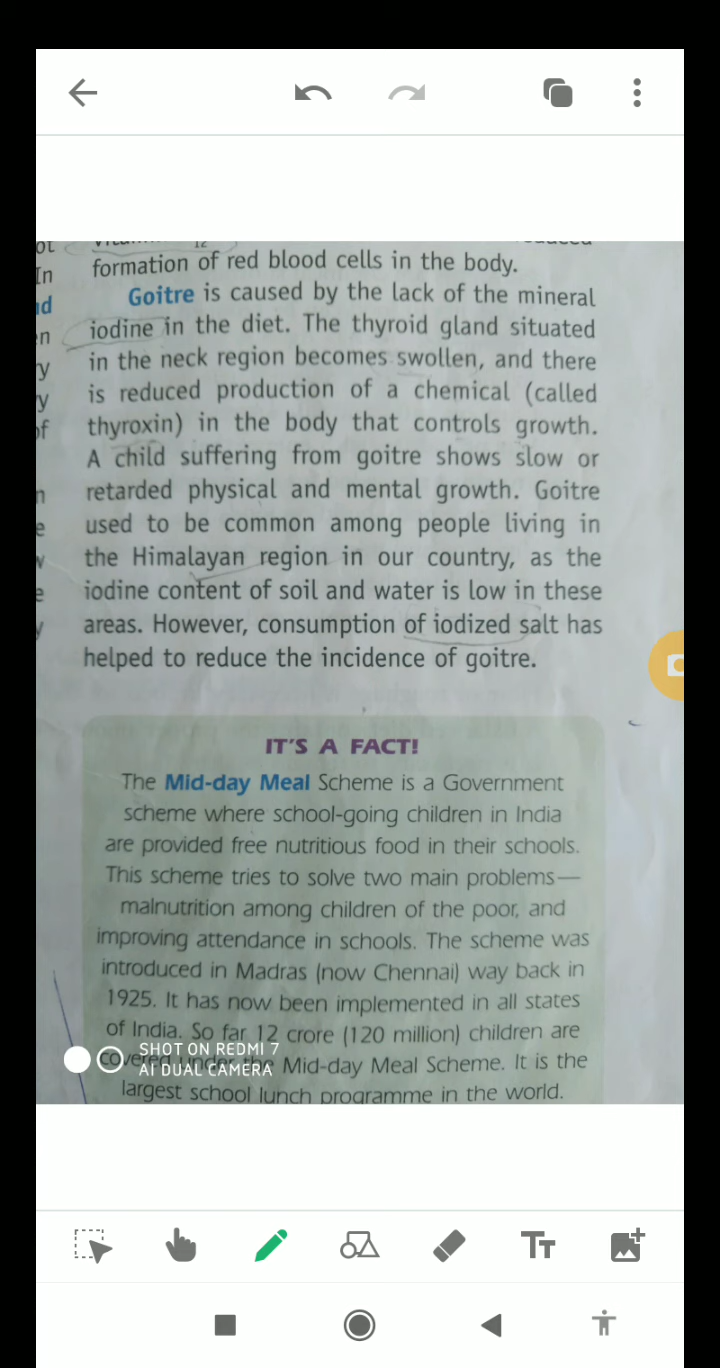 ot
In
formation of red blood cells in the body.
Goitre is caused by the lack of the mineral
iodine in the diet. The thyroid gland situated
in the neck region becomes swollen, and there
is reduced production of a chemical (called
thyroxin) in the body that controls growth.
A child suffering from goitre shows slow or
retarded physical and mental growth. Goitre
used to be common among people living in
the Himalayan region in our country, as the
iodine content of soil and water is low in these
areas. However, consumption of iodized salt has
helped to reduce the incidence of goitre.
IT'S A FACT!
The Mid-day Meal Scheme is a Government
scheme where school-going children in India
are provided free nutritious food in their schools.
This scheme tries to solve two main problems—
malnutrition among children of the poor, and
improving attendance in schools. The scheme was
introduced in Madras (now Chennai) way back in
1925. It has now been implemented in all states
of India. So far 12 crore (120 million) children are
covered under the Mid-day Meal Scheme. It is the
largest school lunch programme in the world.
SHOT ON REDMI 7
AI DUAL CAMERA
TT